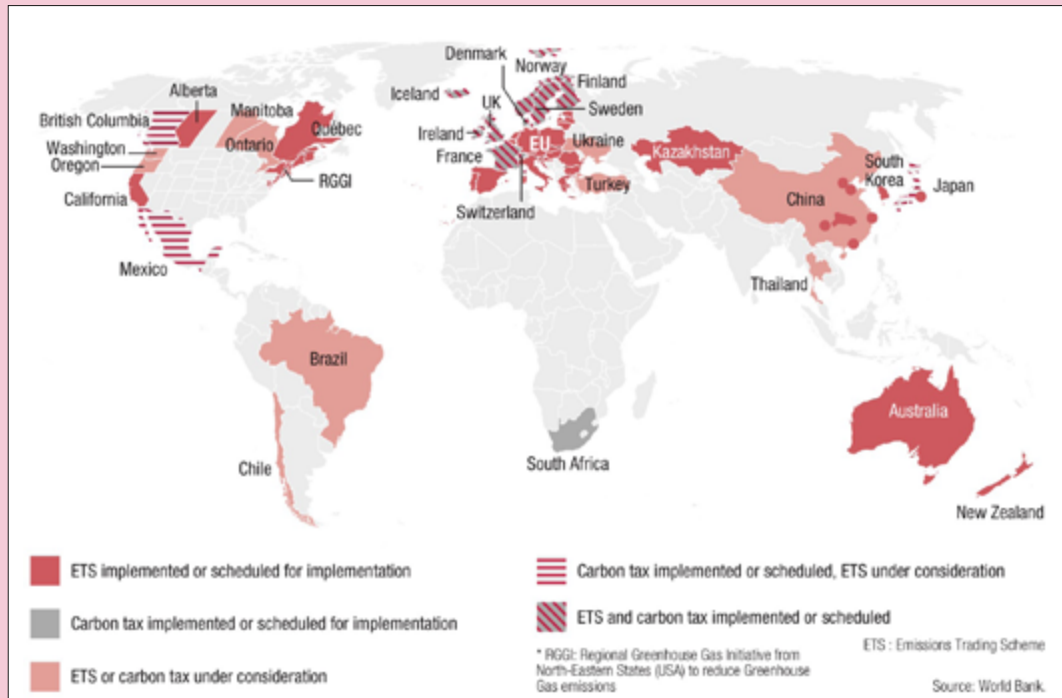 Denmark
Norway
Finland
Iceland
UK
Sweden
Ireland
EU
Ukraine
France
Turkey
Switzerland
Alberta
British Columbia
Manitoba
Québec
Washington
Ontario
Oregon
RGGI
California
Mexico
Kazakhstan
South
Korea
Japan
China
Thailand
Brazil
Chile
South Africa
Australia
New Zealand
ETS implemented or scheduled for implementation
Carbon tax implemented or scheduled for implementation
ETS or carbon tax under consideration
Carbon tax implemented or scheduled, ETS under consideration
ETS and carbon tax implemented or scheduled
* RGGI: Regional Greenhouse Gas Initiative from
North-Eastern States (USA) to reduce Greenhouse
Gas emissions
ETS : Emissions Trading Scheme
Source: World Bank.